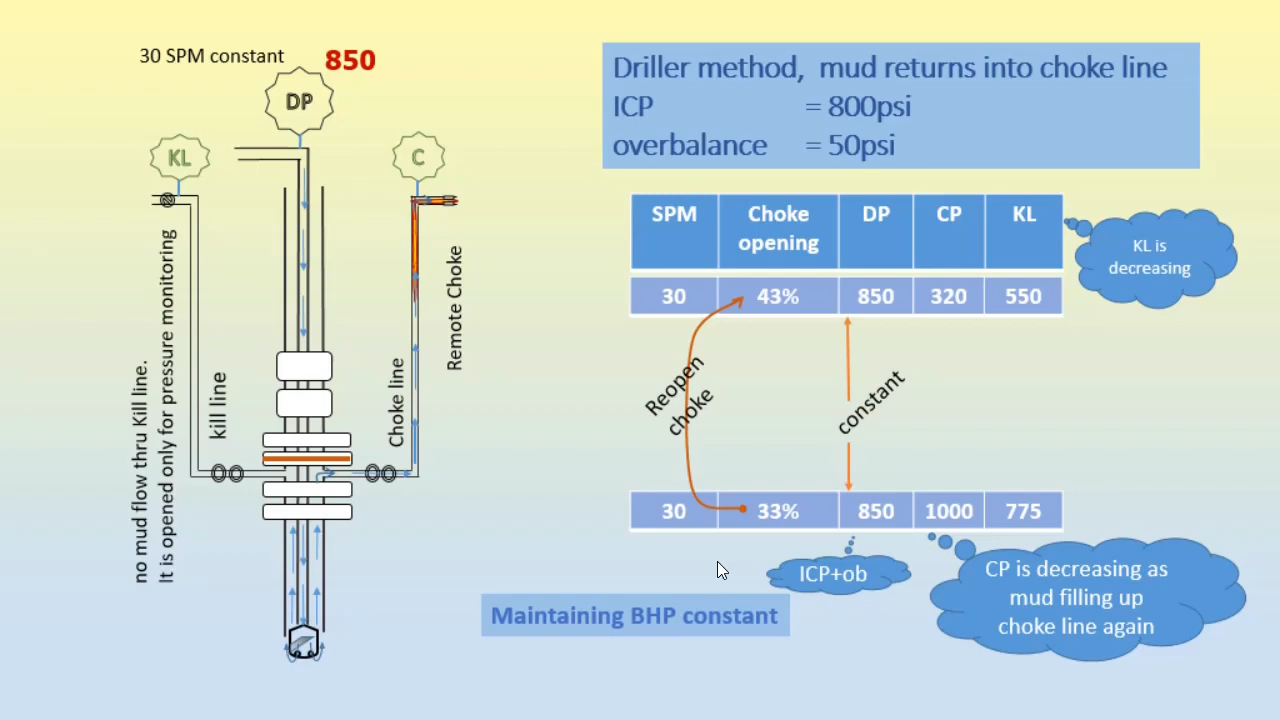 30 SPM constant
850
DP
KL
C
no mud flow thru Kill line.
It is opened only for pressure monitoring
kill line
Choke line
Remote Choke
Driller method, mud returns into choke line
ICP = 800psi
overbalance = 50psi
SPM Choke opening DP CP KL
30 43% 850 320 550
KL is
decreasing
Reopen
choke
constant
30 33% 850 1000 775
ICP+ob
CP is decreasing as
mud filling up
choke line again
Maintaining BHP constant